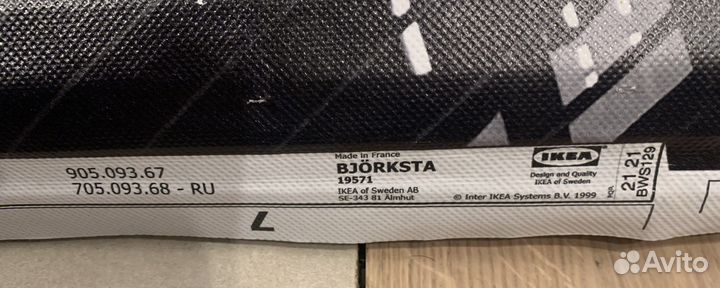 905.093.67
705.093.68 - RU
Made in France
BJÖRKSTA
19571
IKEA of Sweden AB
SE-343 81 Älmhult
IKEA
Design and Quality
IKEA of Sweden
© Inter IKEA Systems B.V. 1999
21 21
BWS129
7
Avito